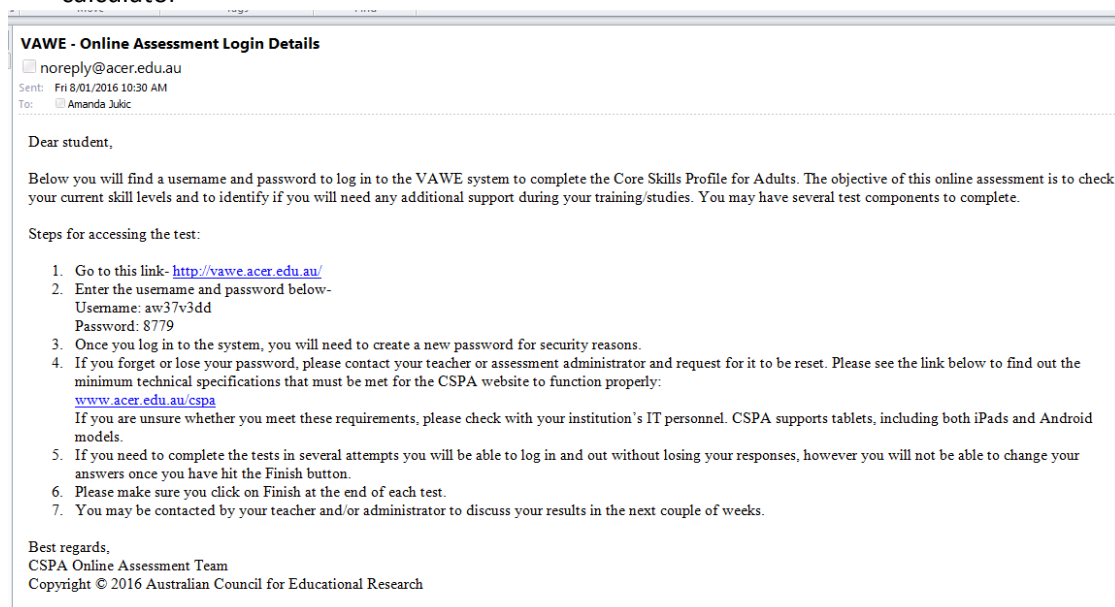 VAWE - Online Assessment Login Details
noreply@acer.edu.au
Sent: Fri 8/01/2016 10:30 AM
To: Amanda Jukic
Dear student,
Below you will find a username and password to log in to the VAWE system to complete the Core Skills Profile for Adults. The objective of this online assessment is to check
your current skill levels and to identify if you will need any additional support during your training/studies. You may have several test components to complete.
Steps for accessing the test:
1. Go to this link- http://vawe.acer.edu.au/
2. Enter the username and password below-
Username: aw37v3dd
Password: 8779
3. Once you log in to the system, you will need to create a new password for security reasons.
4. If you forget or lose your password, please contact your teacher or assessment administrator and request for it to be reset. Please see the link below to find out the
minimum technical specifications that must be met for the CSPA website to function properly:
www.acer.edu.au/cspa
If you are unsure whether you meet these requirements, please check with your institution's IT personnel. CSPA supports tablets, including both iPads and Android
models.
5. If you need to complete the tests in several attempts you will be able to log in and out without losing your responses, however you will not be able to change your
answers once you have hit the Finish button.
6. Please make sure you click on Finish at the end of each test.
7. You may be contacted by your teacher and/or administrator to discuss your results in the next couple of weeks.
Best regards,
CSPA Online Assessment Team
Copyright © 2016 Australian Council for Educational Research